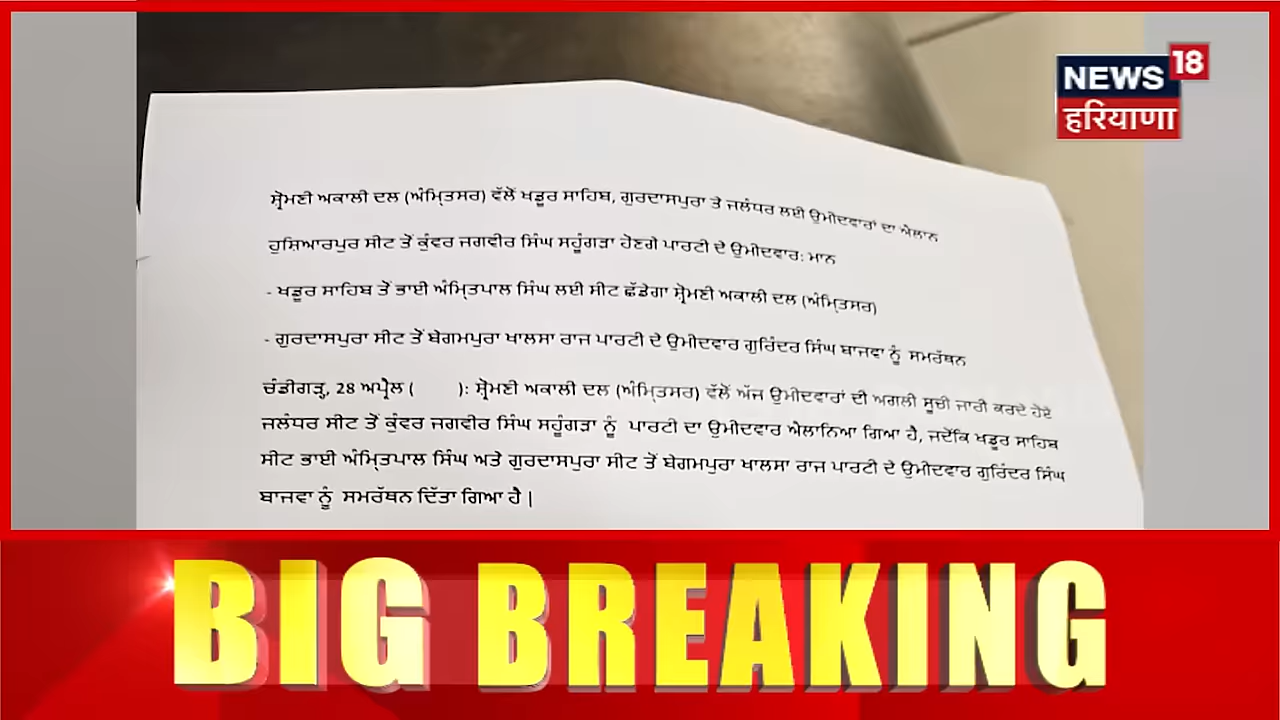 NEWS 18
हरियाणा
ਸ਼੍ਰੋਮਣੀ ਅਕਾਲੀ ਦਲ (ਅੰਮ੍ਰਿਤਸਰ) ਵੱਲੋਂ ਖਡੂਰ ਸਾਹਿਬ, ਗੁਰਦਾਸਪੁਰਾ ਤੇ ਜਲੰਧਰ ਲਈ ਉਮੀਦਵਾਰਾਂ ਦਾ ਐਲਾਨ
ਹੁਸ਼ਿਆਰਪੁਰ ਸੀਟ ਤੋਂ ਕੁੰਵਰ ਜਗਵੀਰ ਸਿੰਘ ਸਹੂੰਗੜਾ ਹੋਣਗੇ ਪਾਰਟੀ ਦੇ ਉਮੀਦਵਾਰ: ਮਾਨ
- ਖਡੂਰ ਸਾਹਿਬ ਤੋਂ ਭਾਈ ਅੰਮ੍ਰਿਤਪਾਲ ਸਿੰਘ ਲਈ ਸੀਟ ਛੱਡੇਗਾ ਸ਼੍ਰੋਮਣੀ ਅਕਾਲੀ ਦਲ (ਅੰਮ੍ਰਿਤਸਰ)
- ਗੁਰਦਾਸਪੁਰਾ ਸੀਟ ਤੋਂ ਬੇਗਮਪੁਰਾ ਖਾਲਸਾ ਰਾਜ ਪਾਰਟੀ ਦੇ ਉਮੀਦਵਾਰ ਗੁਰਿੰਦਰ ਸਿੰਘ ਬਾਜਵਾ ਨੂੰ ਸਮਰੱਥਨ
ਚੰਡੀਗੜ੍ਹ, 28 ਅਪ੍ਰੈਲ ( ): ਸ਼੍ਰੋਮਣੀ ਅਕਾਲੀ ਦਲ (ਅੰਮ੍ਰਿਤਸਰ) ਵੱਲੋਂ ਅੱਜ ਉਮੀਦਵਾਰਾਂ ਦੀ ਅਗਲੀ ਸੂਚੀ ਜਾਰੀ ਕਰਦੇ ਹੋਏ
ਜਲੰਧਰ ਸੀਟ ਤੋਂ ਕੁੰਵਰ ਜਗਵੀਰ ਸਿੰਘ ਸਹੂੰਗੜਾ ਨੂੰ ਪਾਰਟੀ ਦਾ ਉਮੀਦਵਾਰ ਐਲਾਨਿਆ ਗਿਆ ਹੈ, ਜਦੋਂਕਿ ਖਡੂਰ ਸਾਹਿਬ
ਸੀਟ ਭਾਈ ਅੰਮ੍ਰਿਤਪਾਲ ਸਿੰਘ ਅਤੇ ਗੁਰਦਾਸਪੁਰਾ ਸੀਟ ਤੋਂ ਬੇਗਮਪੁਰਾ ਖਾਲਸਾ ਰਾਜ ਪਾਰਟੀ ਦੇ ਉਮੀਦਵਾਰ ਗੁਰਿੰਦਰ ਸਿੰਘ
ਬਾਜਵਾ ਨੂੰ ਸਮਰੱਥਨ ਦਿੱਤਾ ਗਿਆ ਹੈ |
BIG BREAKING